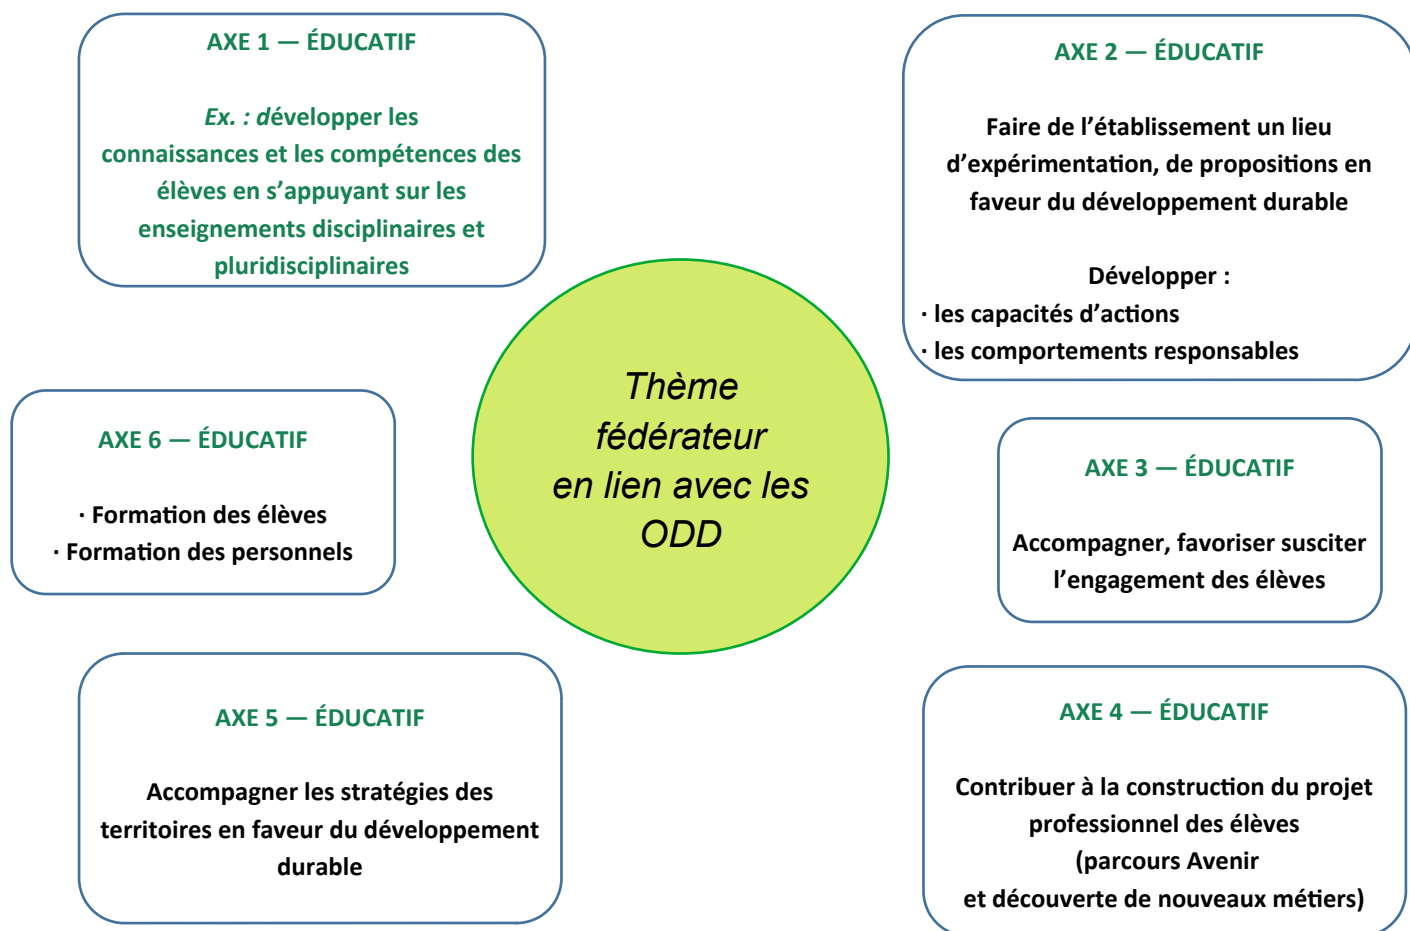 AXE 1 — ÉDUCATIF
Ex. : développer les
connaissances et les compétences des
élèves en s’appuyant sur les
enseignements disciplinaires et
pluridisciplinaires
AXE 2 — ÉDUCATIF
Faire de l’établissement un lieu
d’expérimentation, de propositions en
faveur du développement durable
Développer :
· les capacités d’actions
· les comportements responsables
Thème
fédérateur
en lien avec les
ODD
AXE 6 — ÉDUCATIF
· Formation des élèves
· Formation des personnels
AXE 3 — ÉDUCATIF
Accompagner, favoriser susciter
l’engagement des élèves
AXE 5 — ÉDUCATIF
Accompagner les stratégies des
territoires en faveur du développement
durable
AXE 4 — ÉDUCATIF
Contribuer à la construction du projet
professionnel des élèves
(parcours Avenir
et découverte de nouveaux métiers)